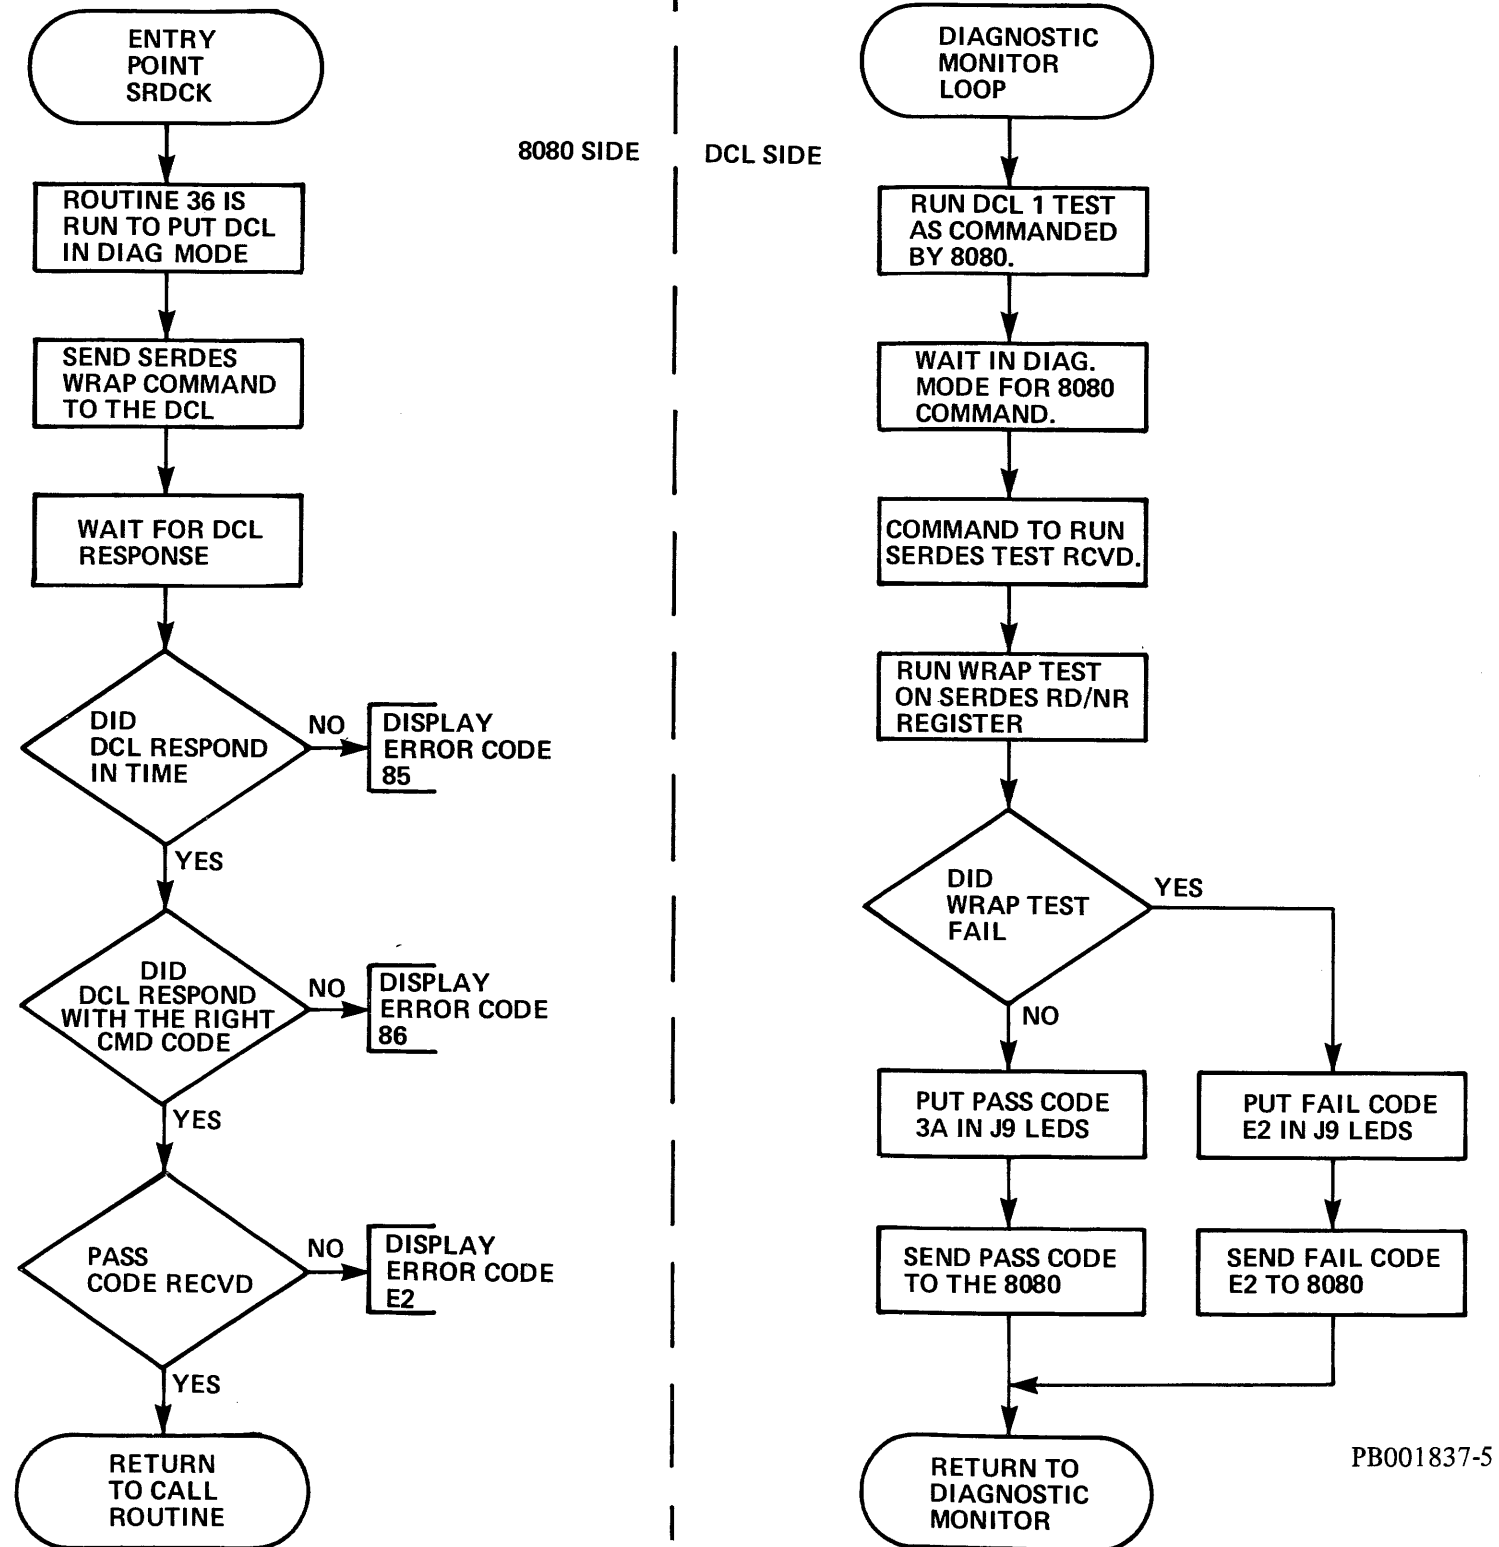 ENTRY
POINT
SRDCK
8080 SIDE
ROUTINE 36 IS
RUN TO PUT DCL
IN DIAG MODE
SEND SERDES
WRAP COMMAND
TO THE DCL
WAIT FOR DCL
RESPONSE
DID
DCL RESPOND
IN TIME
NO
DISPLAY
ERROR CODE
85
YES
DID
DCL RESPOND
WITH THE RIGHT
CMD CODE
NO
DISPLAY
ERROR CODE
86
YES
PASS
CODE RECVD
NO
DISPLAY
ERROR CODE
E2
YES
RETURN
TO CALL
ROUTINE
DIAGNOSTIC
MONITOR
LOOP
DCL SIDE
RUN DCL 1 TEST
AS COMMANDED
BY 8080.
WAIT IN DIAG.
MODE FOR 8080
COMMAND.
COMMAND TO RUN
SERDES TEST RCVD.
RUN WRAP TEST
ON SERDES RD/NR
REGISTER
DID
WRAP TEST
FAIL
YES
NO
PUT PASS CODE
3A IN J9 LEDS
PUT FAIL CODE
E2 IN J9 LEDS
SEND PASS CODE
TO THE 8080
SEND FAIL CODE
E2 TO 8080
RETURN TO
DIAGNOSTIC
MONITOR
PB001837-5